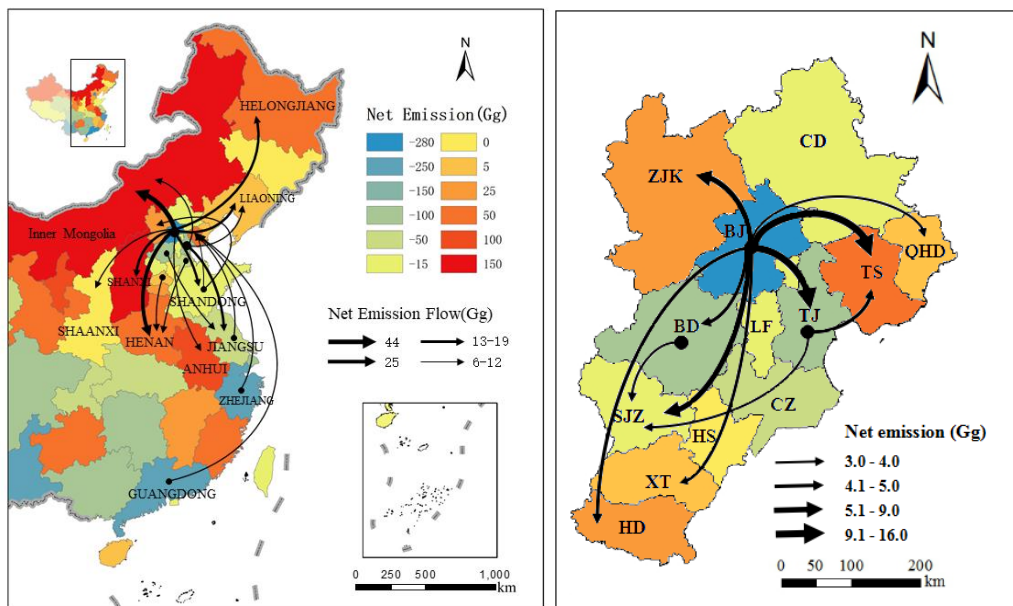 N
HELONGJIANG
Net Emission(Gg)
-280 0
-250 5
-150 25
-100 50
-50 100
-15 150
LIAONING
Inner Mongolia
SHANXI
SHANDONG
SHAANXI
HENAN
JIANGSU
ANHUI
ZHEJIANG
GUANGDONG
Net Emission Flow(Gg)
44 13-19
25 6-12
0 250 500 1,000
km
N
CD
ZJK
BJ
QHD
TS
TJ
BD
LF
CZ
SJZ
HS
XT
HD
Net emission (Gg)
3.0 - 4.0
4.1 - 5.0
5.1 - 9.0
9.1 - 16.0
0 50 100 200
km